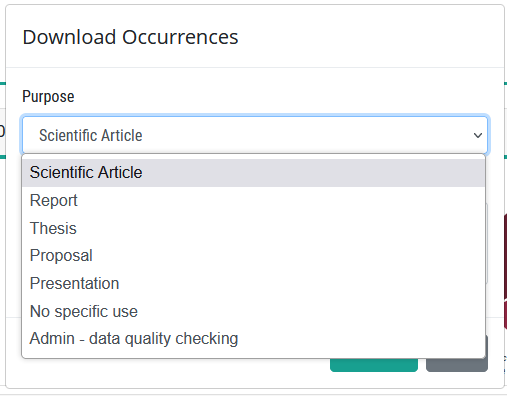 Download Occurrences
Purpose
Scientific Article
Scientific Article
Report
Thesis
Proposal
Presentation
No specific use
Admin - data quality checking